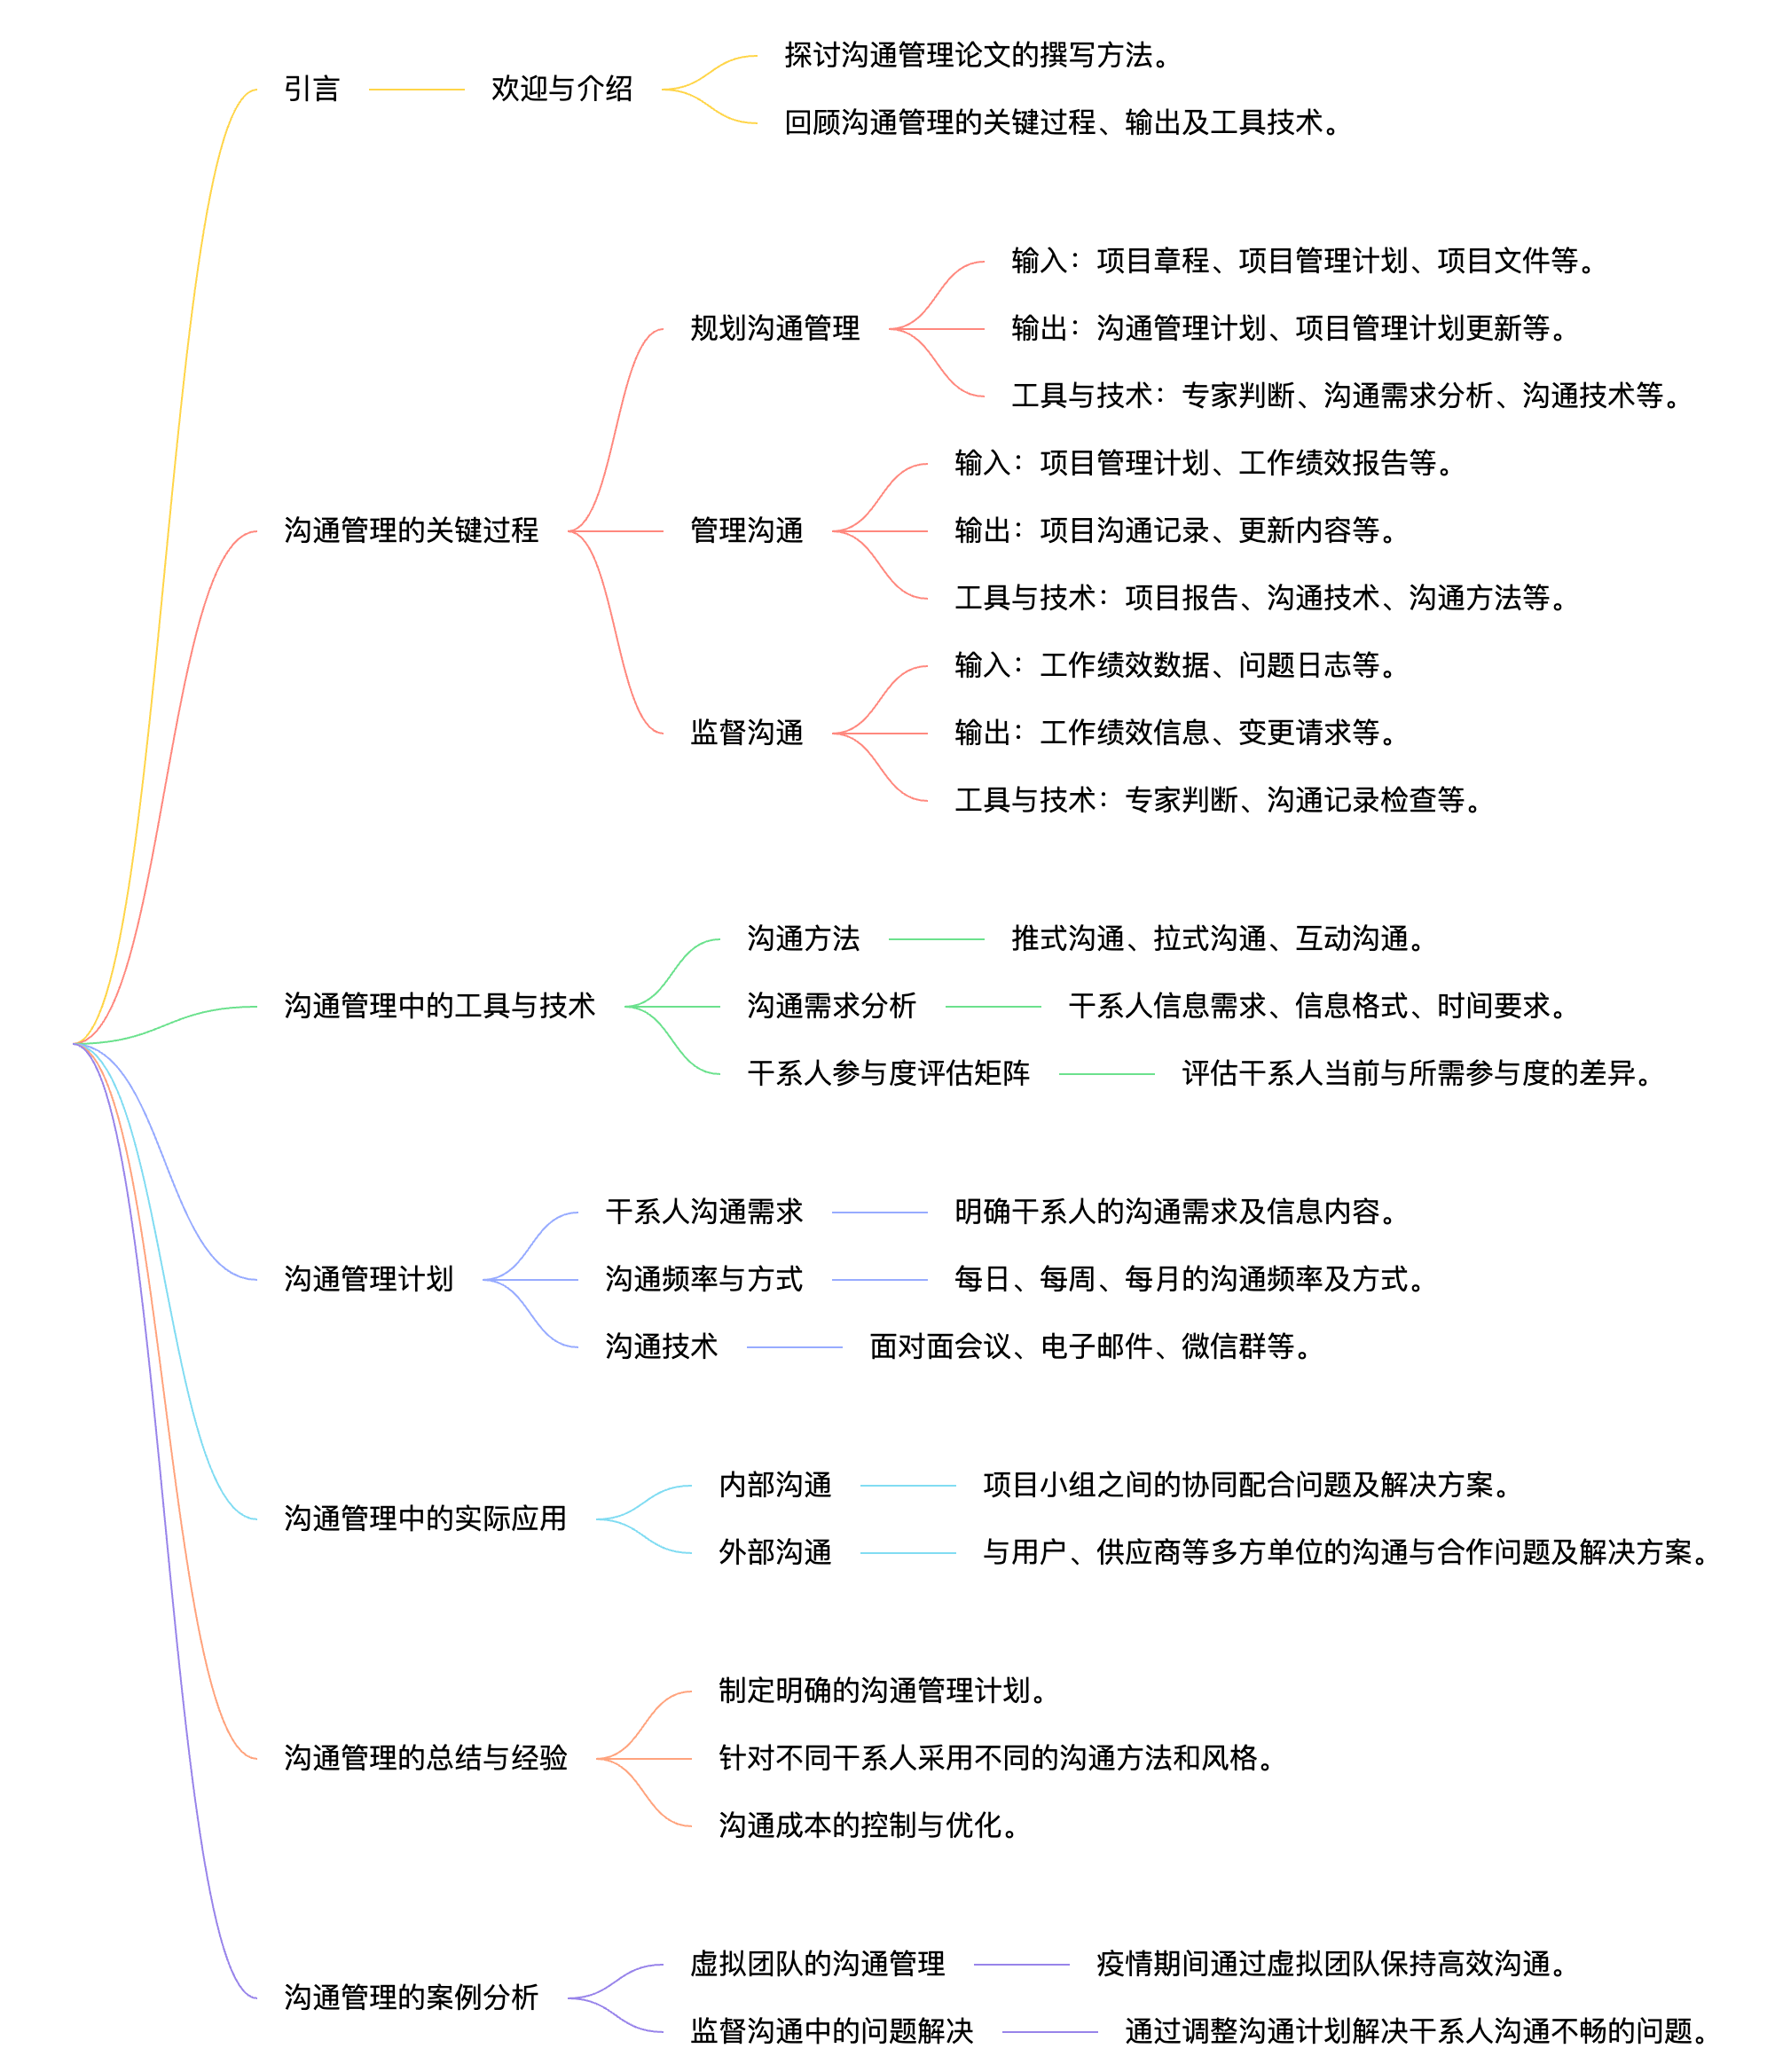 引言
欢迎与介绍
探讨沟通管理论文的撰写方法。
回顾沟通管理的关键过程、输出及工具技术。
沟通管理的关键过程
规划沟通管理
输入：项目章程、项目管理计划、项目文件等。
输出：沟通管理计划、项目管理计划更新等。
工具与技术：专家判断、沟通需求分析、沟通技术等。
管理沟通
输入：项目管理计划、工作绩效报告等。
输出：项目沟通记录、更新内容等。
工具与技术：项目报告、沟通技术、沟通方法等。
监督沟通
输入：工作绩效数据、问题日志等。
输出：工作绩效信息、变更请求等。
工具与技术：专家判断、沟通记录检查等。
沟通管理中的工具与技术
沟通方法
推式沟通、拉式沟通、互动沟通。
沟通需求分析
干系人信息需求、信息格式、时间要求。
干系人参与度评估矩阵
评估干系人当前与所需参与度的差异。
沟通管理计划
干系人沟通需求
明确干系人的沟通需求及信息内容。
沟通频率与方式
每日、每周、每月的沟通频率及方式。
沟通技术
面对面会议、电子邮件、微信群等。
沟通管理中的实际应用
内部沟通
项目小组之间的协同配合问题及解决方案。
外部沟通
与用户、供应商等多方单位的沟通与合作问题及解决方案。
沟通管理的总结与经验
制定明确的沟通管理计划。
针对不同干系人采用不同的沟通方法和风格。
沟通成本的控制与优化。
沟通管理的案例分析
虚拟团队的沟通管理
疫情期间通过虚拟团队保持高效沟通。
监督沟通中的问题解决
通过调整沟通计划解决干系人沟通不畅的问题。